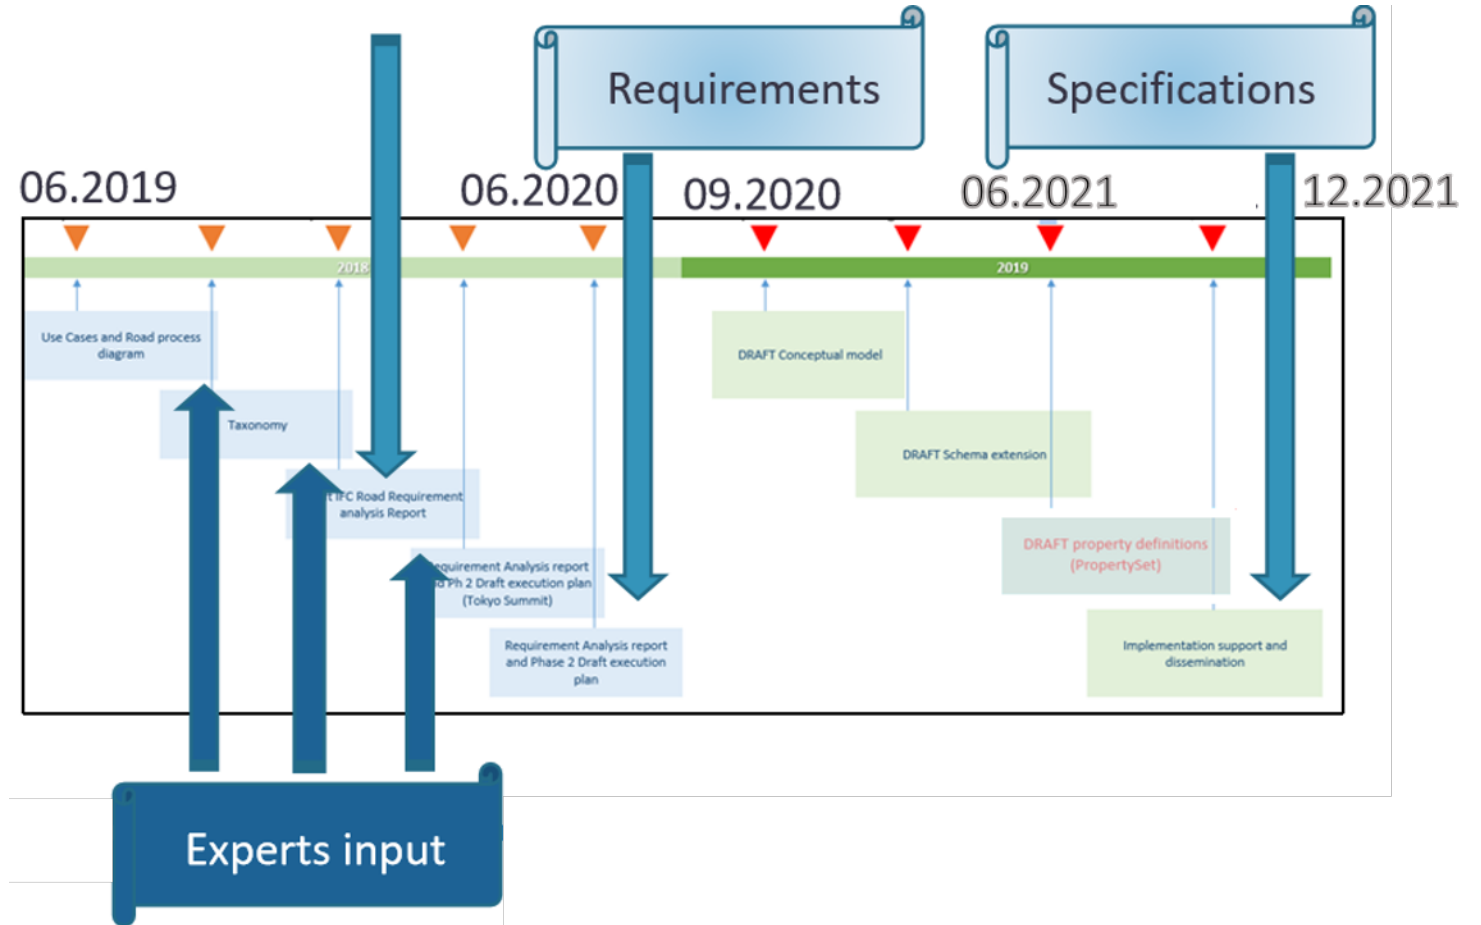 Requirements
Specifications
06.2019
06.2020
09.2020
06.2021
12.2021
2018
2019
Use Cases and Road process
diagram
DRAFT Conceptual model
Taxonomy
DRAFT Schema extension
IFC Road Requirement
analysis Report
DRAFT property definitions
(PropertySet)
Requirement Analysis report
Ph 2 Draft execution plan
(Tokyo Summit)
Requirement Analysis report
and Phase 2 Draft execution
plan
Implementation support and
dissemination
Experts input